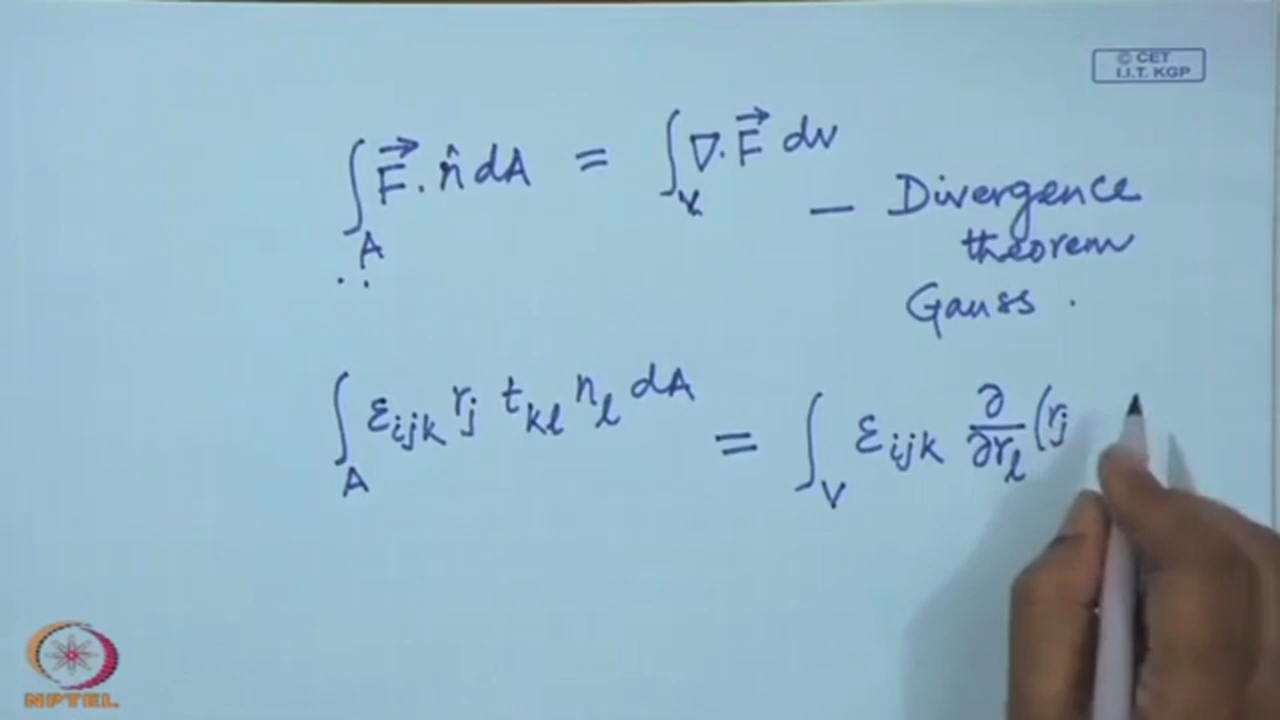 © CET
I.I.T. KGP
∫_A F⃗ . n̂ dA = ∫_V ∇. F⃗ dv
— Divergence
theorem
Gauss .
∫_A ε_ijk r_j t_kl n_l dA = ∫_V ε_ijk ∂/∂r_l (r_j
NPTEL